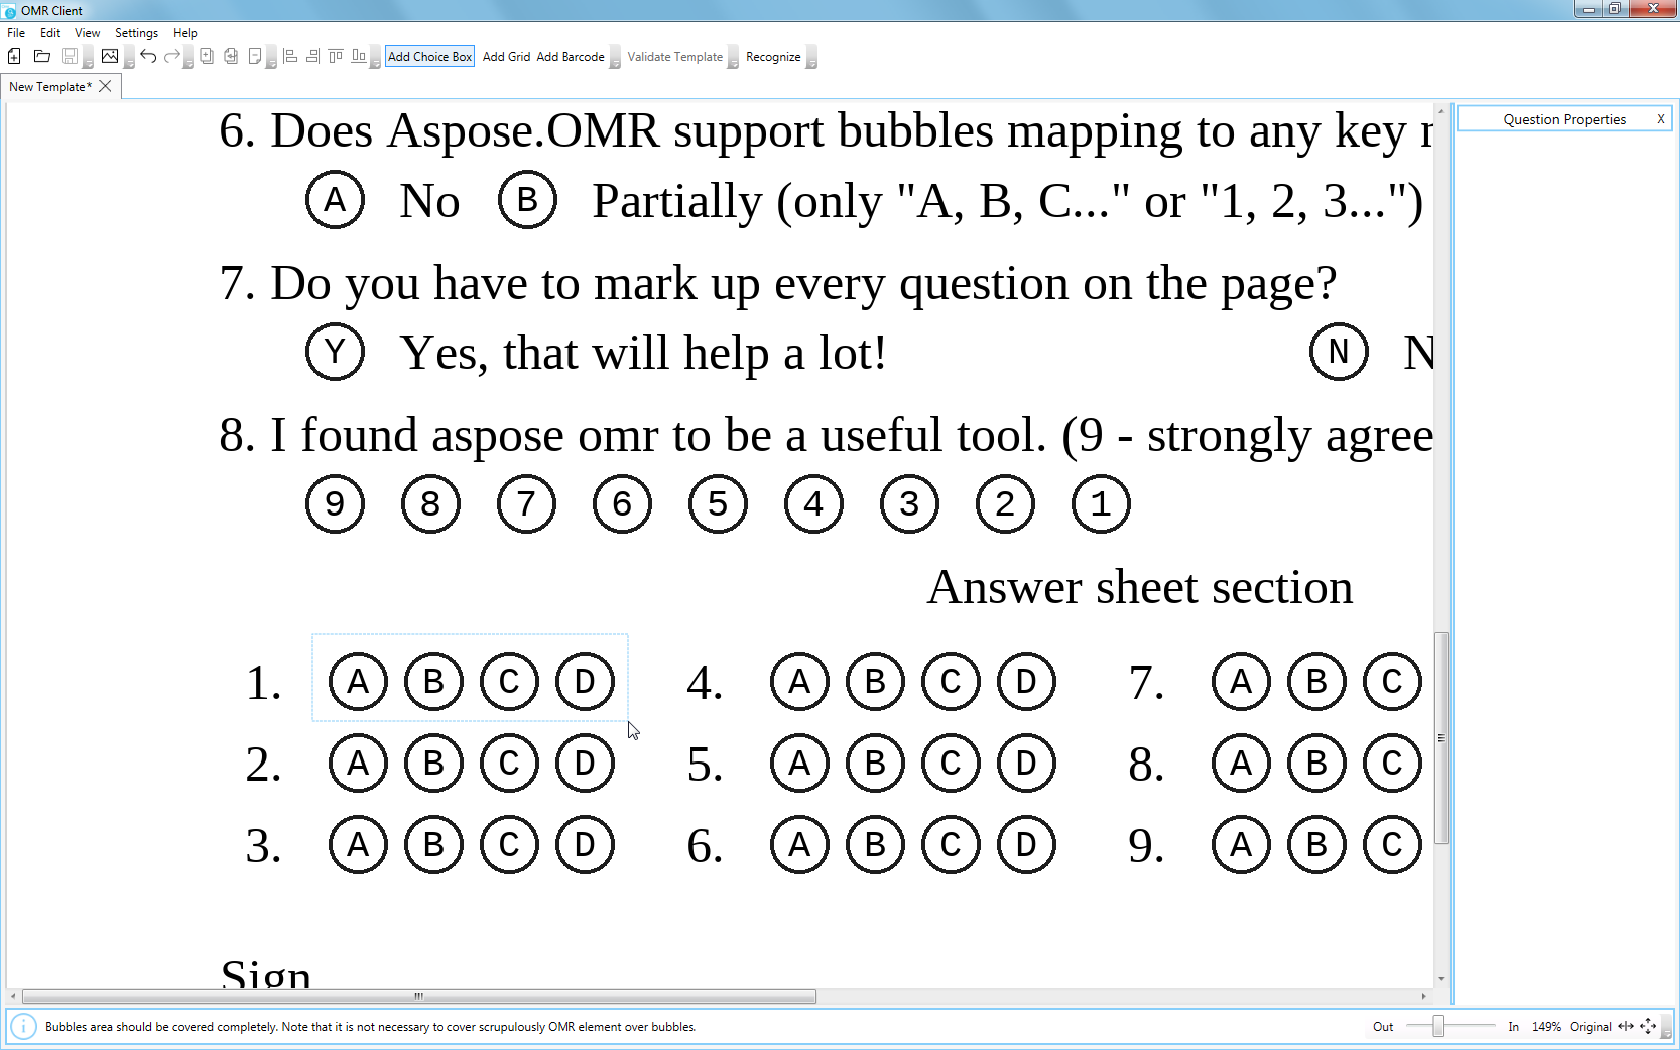 OMR Client
File Edit View Settings Help
Add Choice Box Add Grid Add Barcode Validate Template Recognize
New Template*
Question Properties X
6. Does Aspose.OMR support bubbles mapping to any key
A No B Partially (only "A, B, C..." or "1, 2, 3...")
7. Do you have to mark up every question on the page?
Y Yes, that will help a lot! N N
8. I found aspose omr to be a useful tool. (9 - strongly agree
9 8 7 6 5 4 3 2 1
Answer sheet section
1. A B C D 4. A B C D 7. A B C
2. A B C D 5. A B C D 8. A B C
3. A B C D 6. A B C D 9. A B C
Sign
Bubbles area should be covered completely. Note that it is not necessary to cover scrupulously OMR element over bubbles.
Out In 149% Original